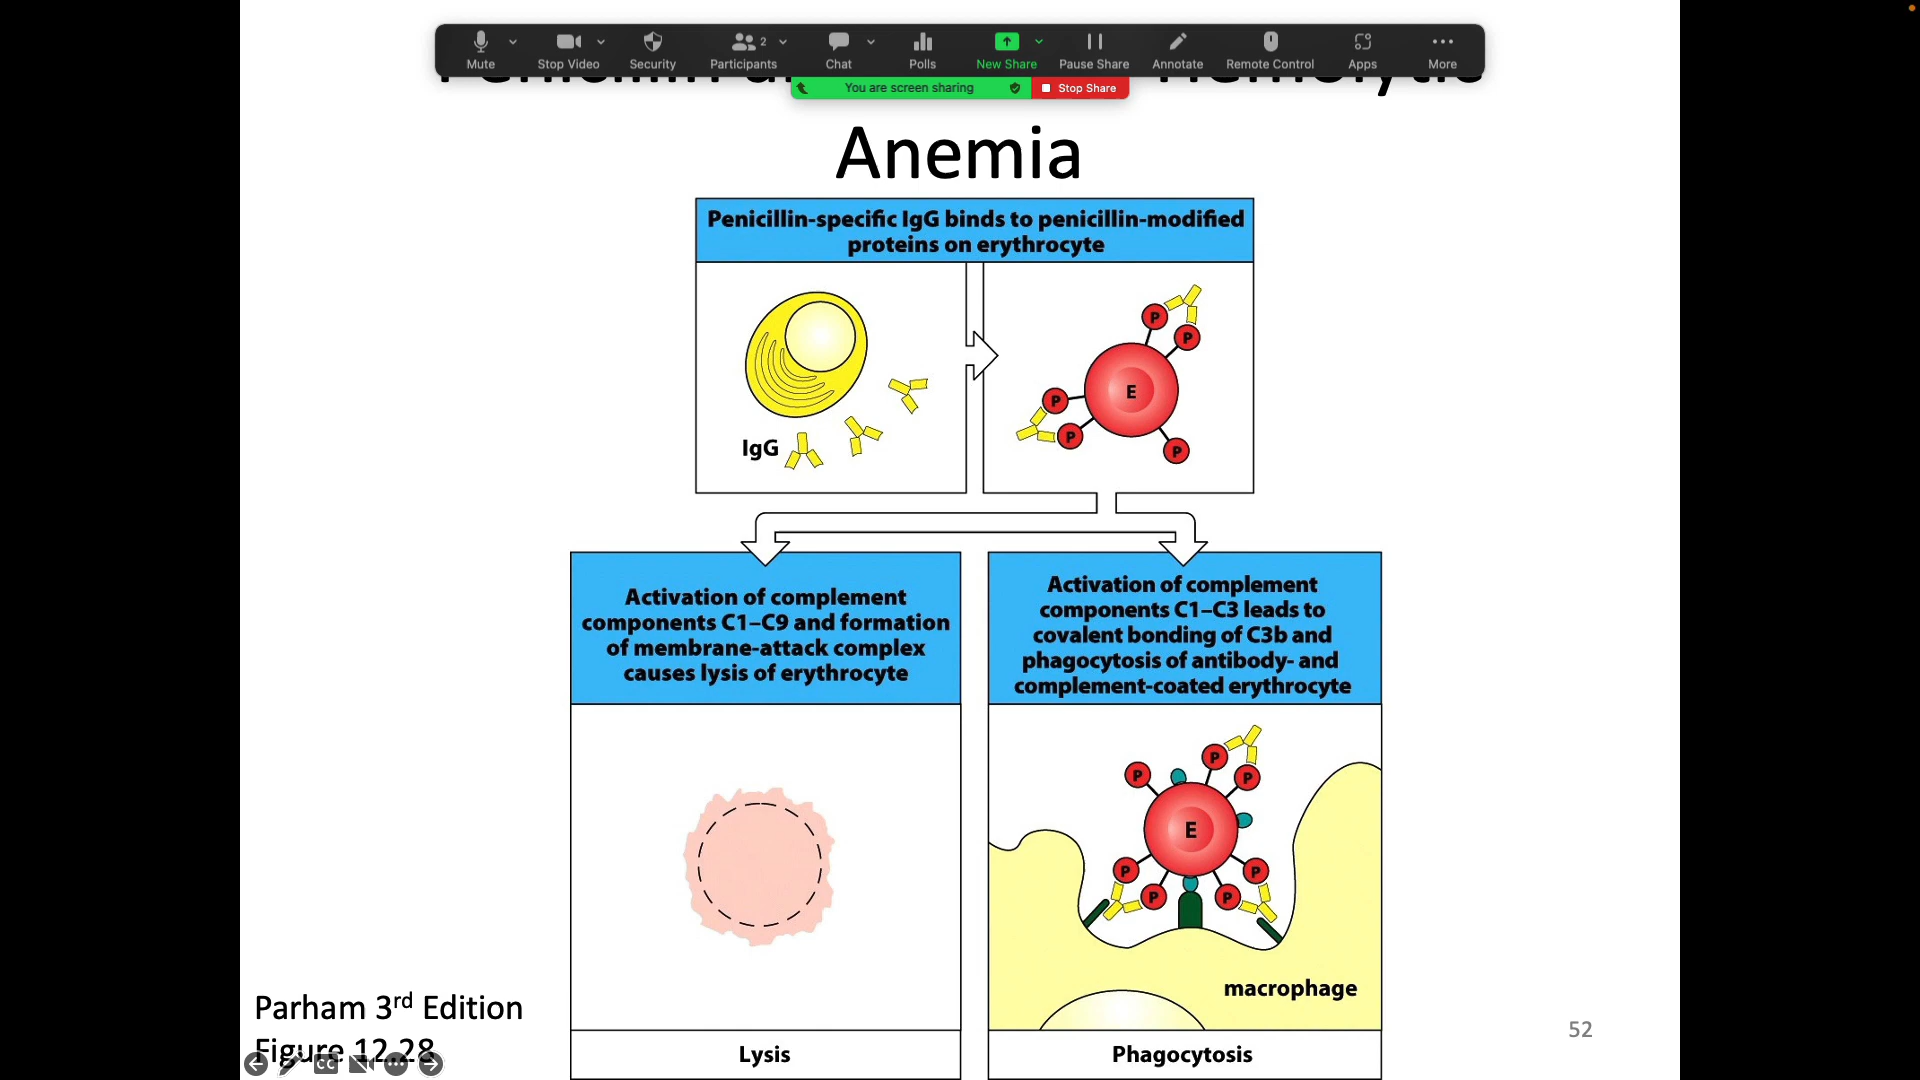 Mute
Stop Video
Security
Participants
2
Chat
Polls
New Share
Pause Share
Annotate
Remote Control
Apps
More
You are screen sharing
Stop Share
Anemia
Penicillin-specific IgG binds to penicillin-modified
proteins on erythrocyte
P
P
E
P
P
P
IgG
Activation of complement
components C1–C9 and formation
of membrane-attack complex
causes lysis of erythrocyte
Activation of complement
components C1–C3 leads to
covalent bonding of C3b and
phagocytosis of antibody- and
complement-coated erythrocyte
P
P
P
E
P
P
P
P
macrophage
Lysis
Phagocytosis
Parham 3rd Edition
Figure 12.28
CC
52